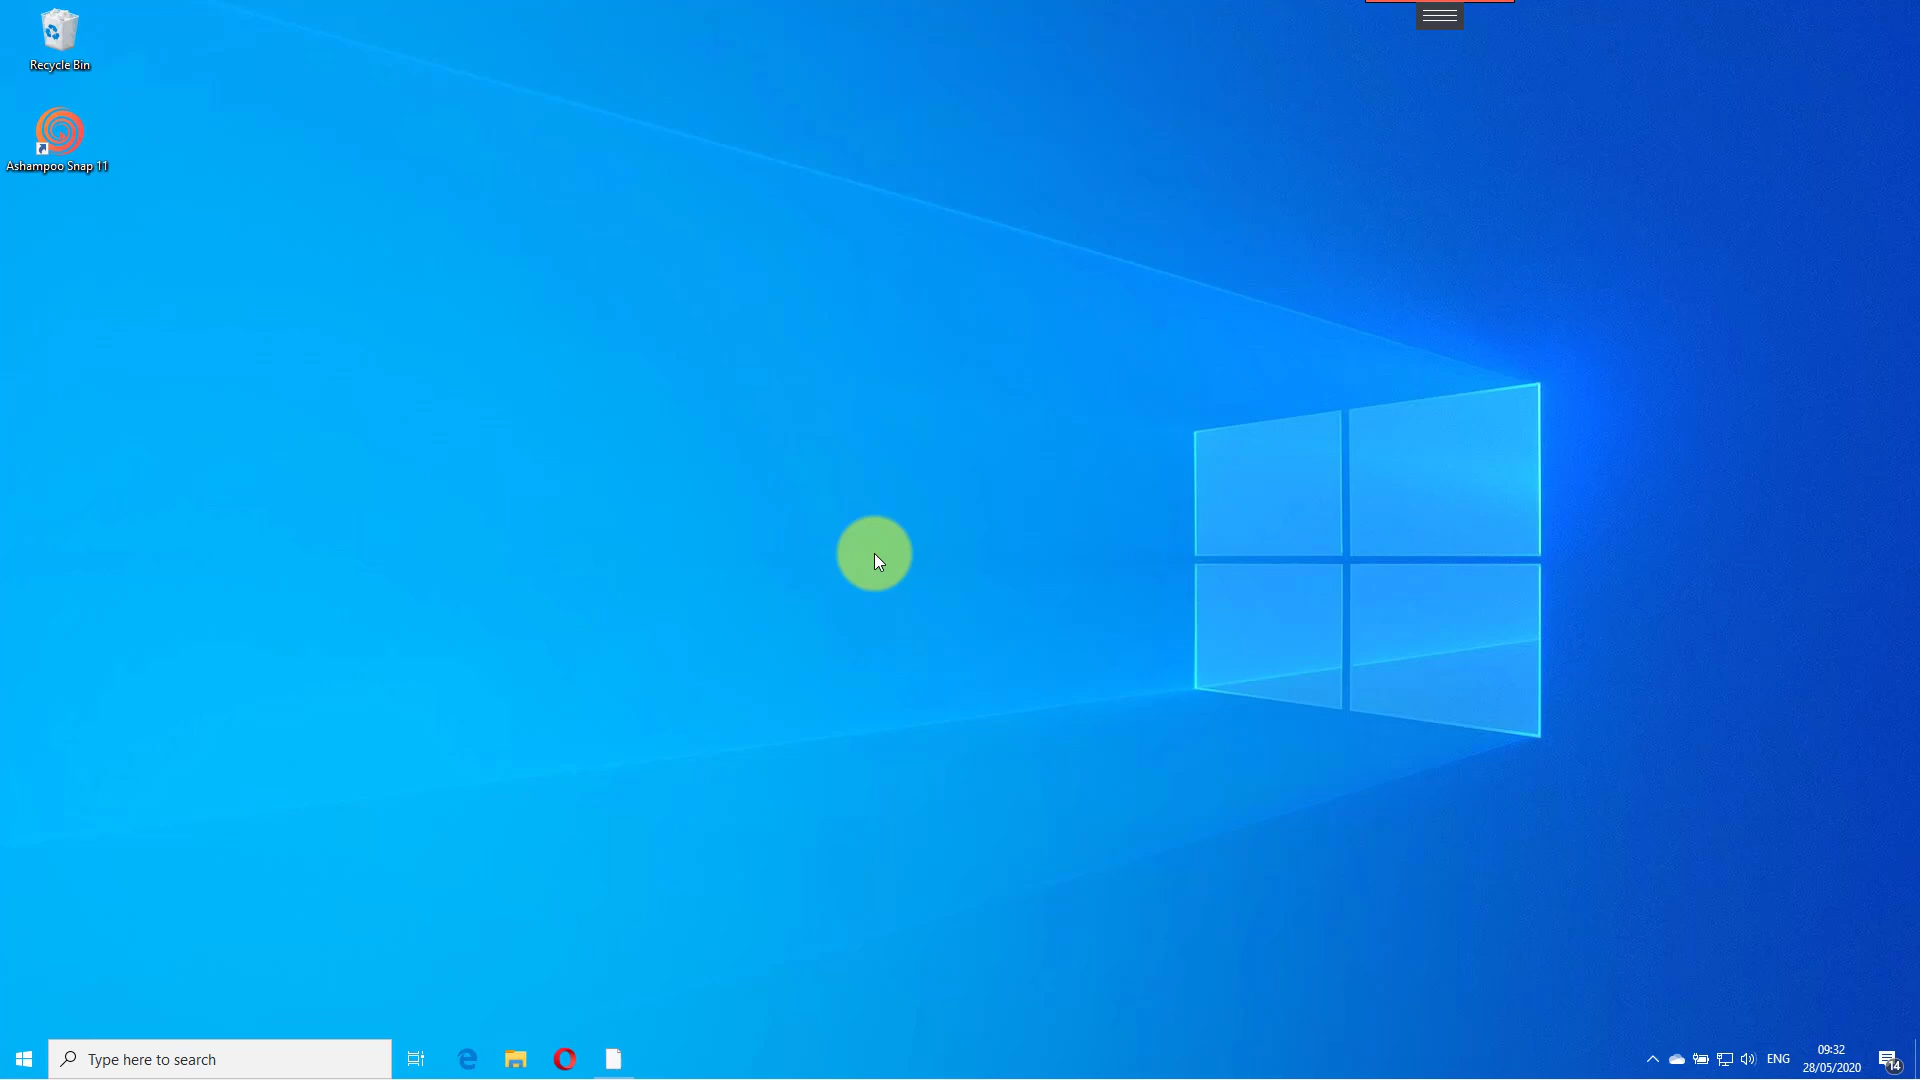 Recycle Bin
Ashampoo Snap 11
Type here to search
ENG
09:32
28/05/2020
14